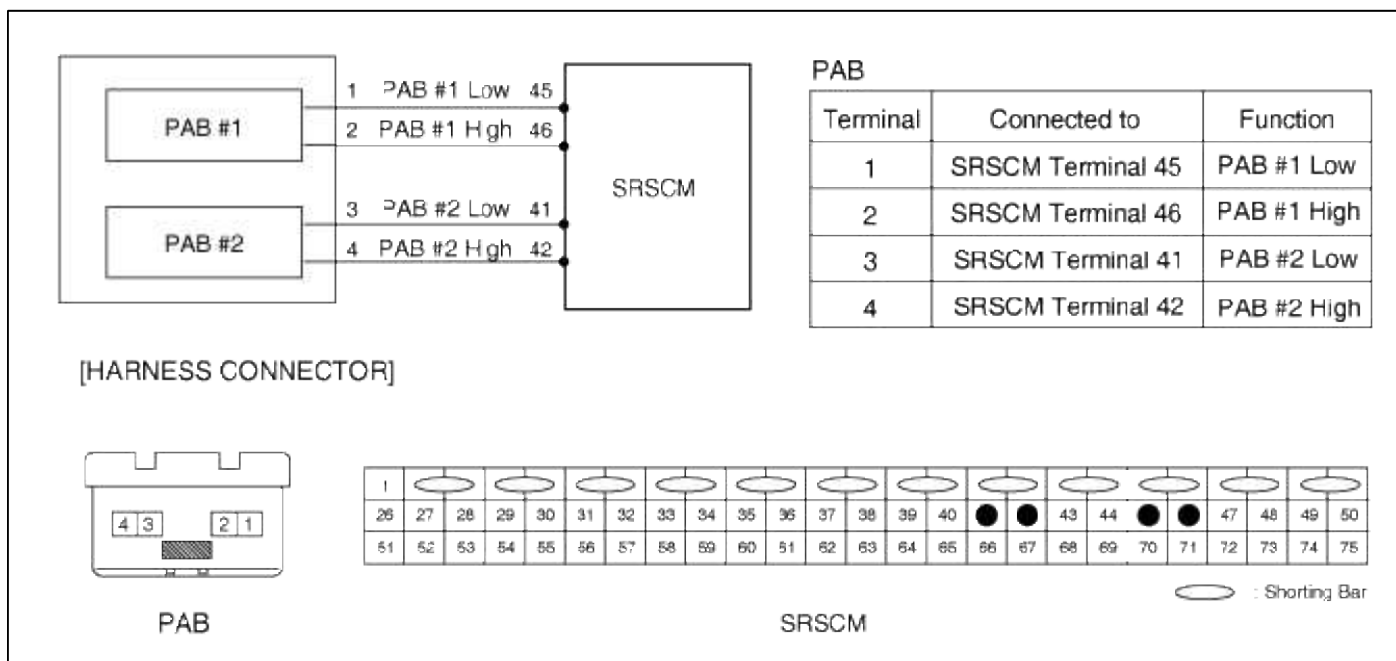 PAB #1
1 PAB #1 Low 45
2 PAB #1 High 46
PAB #2
3 PAB #2 Low 41
4 PAB #2 High 42
SRSCM
PAB
Terminal Connected to Function
1 SRSCM Terminal 45 PAB #1 Low
2 SRSCM Terminal 46 PAB #1 High
3 SRSCM Terminal 41 PAB #2 Low
4 SRSCM Terminal 42 PAB #2 High
[HARNESS CONNECTOR]
4 3 2 1
PAB
1
26 27 28 29 30 31 32 33 34 35 36 37 38 39 40 43 44 47 48 49 50
51 52 53 54 55 56 57 58 59 60 61 62 63 64 65 66 67 68 69 70 71 72 73 74 75
: Shorting Bar
SRSCM